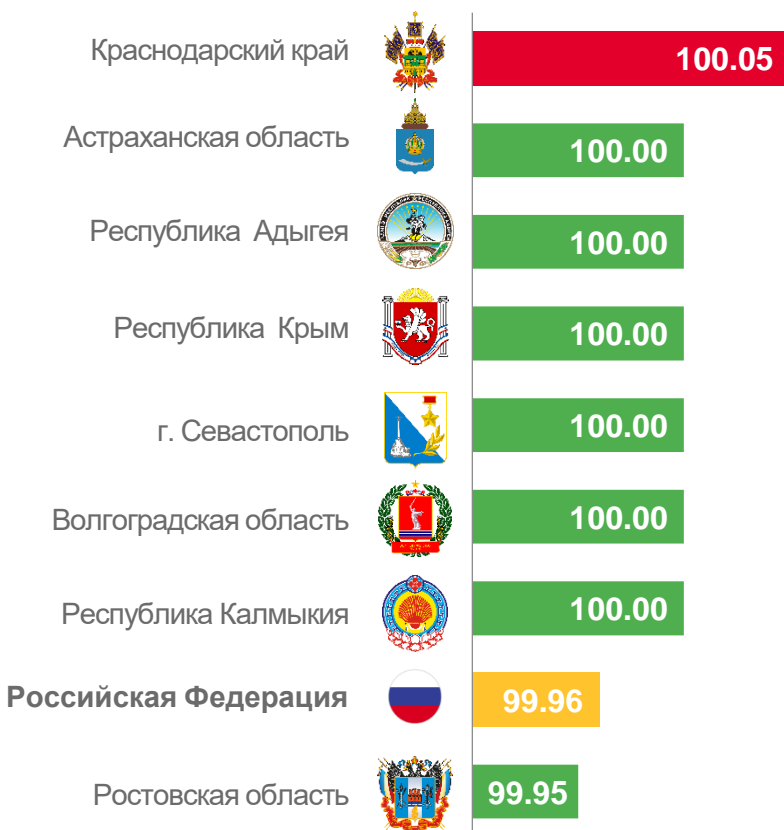 Краснодарский край 100.05
Астраханская область 100.00
Республика Адыгея 100.00
Республика Крым 100.00
г. Севастополь 100.00
Волгоградская область 100.00
Республика Калмыкия 100.00
Российская Федерация 99.96
Ростовская область 99.95